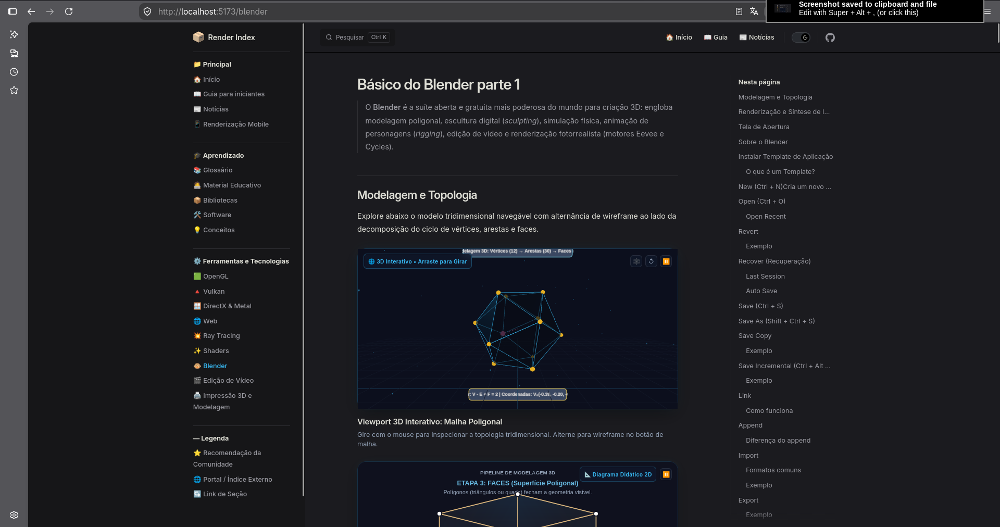 http://localhost:5173/blender
Screenshot saved to clipboard and file
Edit with Super + Alt + , (or click this)
📦 Render Index
📁 Principal
🏠 Início
📖 Guia para iniciantes
📰 Notícias
📱 Renderização Mobile
🎓 Aprendizado
📚 Glossário
🧑‍🏫 Material Educativo
📦 Bibliotecas
🛠️ Software
💡 Conceitos
⚙️ Ferramentas e Tecnologias
🟩 OpenGL
🔺 Vulkan
🪟 DirectX & Metal
🌐 Web
💥 Ray Tracing
✨ Shaders
🐵 Blender
🎬 Edição de Vídeo
🖨️ Impressão 3D e
Modelagem
— Legenda
⭐ Recomendação da
Comunidade
🌐 Portal / Índice Externo
↪️ Link de Seção
Pesquisar Ctrl K
🏠 Início 📖 Guia 📰 Notícias
Básico do Blender parte 1
O Blender é a suíte aberta e gratuita mais poderosa do mundo para criação 3D: engloba
modelagem poligonal, escultura digital (sculpting), simulação física, animação de
personagens (rigging), edição de vídeo e renderização fotorrealista (motores Eevee e
Cycles).
Modelagem e Topologia
Explore abaixo o modelo tridimensional navegável com alternância de wireframe ao lado da
decomposição do ciclo de vértices, arestas e faces.
delagem 3D: Vértices (12) → Arestas (30) → Faces
🌐 3D Interativo • Arraste para Girar
: V - E + F = 2 | Coordenadas: V₀(-0.39, -0.20,
Viewport 3D Interativo: Malha Poligonal
Gire com o mouse para inspecionar a topologia tridimensional. Alterne para wireframe no botão de
malha.
PIPELINE DE MODELAGEM 3D
📐 Diagrama Didático 2D
ETAPA 3: FACES (Superfície Poligonal)
Polígonos (triângulos ou quads) fecham a geometria visível.
Nesta página
Modelagem e Topologia
Renderização e Síntese de I...
Tela de Abertura
Sobre o Blender
Instalar Template de Aplicação
O que é um Template?
New (Ctrl + N)Cria um novo ...
Open (Ctrl + O)
Open Recent
Revert
Exemplo
Recover (Recuperação)
Last Session
Auto Save
Save (Ctrl + S)
Save As (Shift + Ctrl + S)
Save Copy
Exemplo
Save Incremental (Ctrl + Alt ...
Exemplo
Link
Como funciona
Append
Diferença do append
Import
Formatos comuns
Exemplo
Export
Exemplo